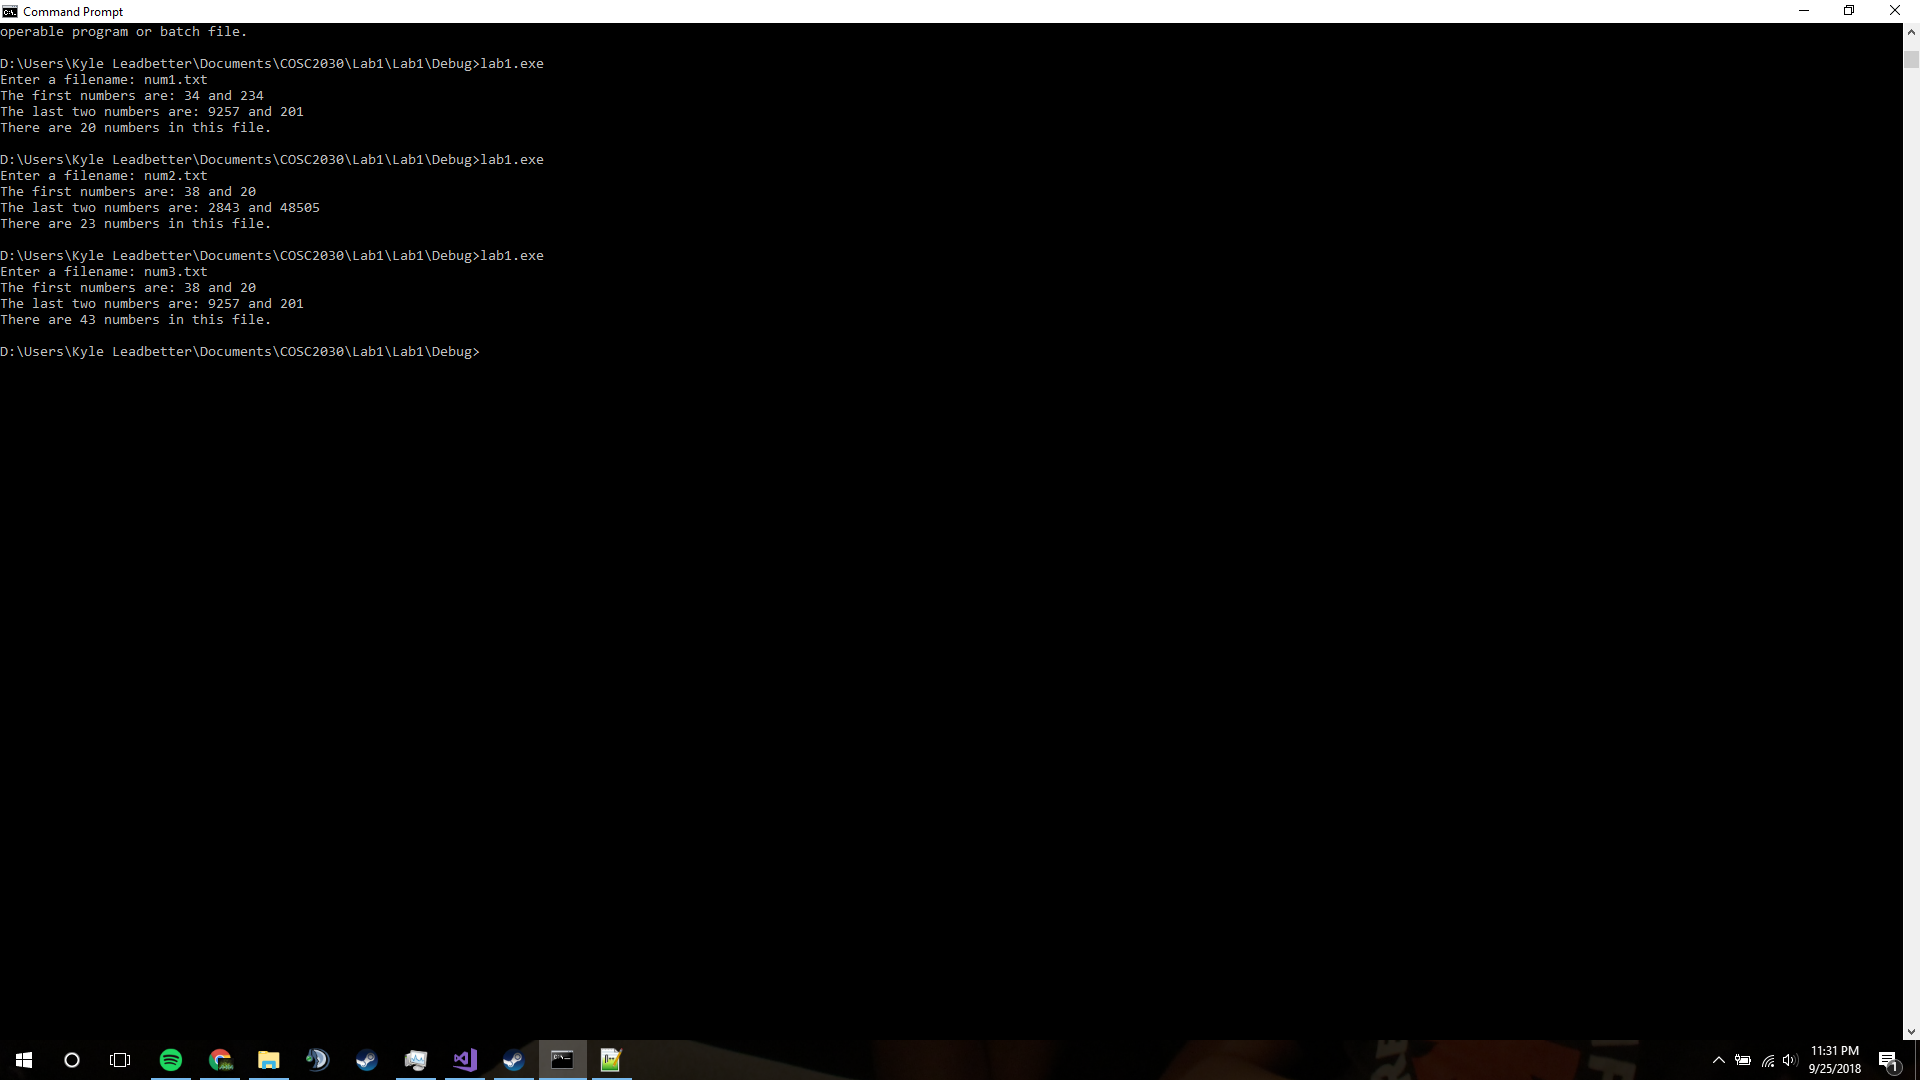 Command Prompt
operable program or batch file.
D:\Users\Kyle Leadbetter\Documents\COSC2030\Lab1\Lab1\Debug>lab1.exe
Enter a filename: num1.txt
The first numbers are: 34 and 234
The last two numbers are: 9257 and 201
There are 20 numbers in this file.
D:\Users\Kyle Leadbetter\Documents\COSC2030\Lab1\Lab1\Debug>lab1.exe
Enter a filename: num2.txt
The first numbers are: 38 and 20
The last two numbers are: 2843 and 48505
There are 23 numbers in this file.
D:\Users\Kyle Leadbetter\Documents\COSC2030\Lab1\Lab1\Debug>lab1.exe
Enter a filename: num3.txt
The first numbers are: 38 and 20
The last two numbers are: 9257 and 201
There are 43 numbers in this file.
D:\Users\Kyle Leadbetter\Documents\COSC2030\Lab1\Lab1\Debug>
11:31 PM
9/25/2018
1